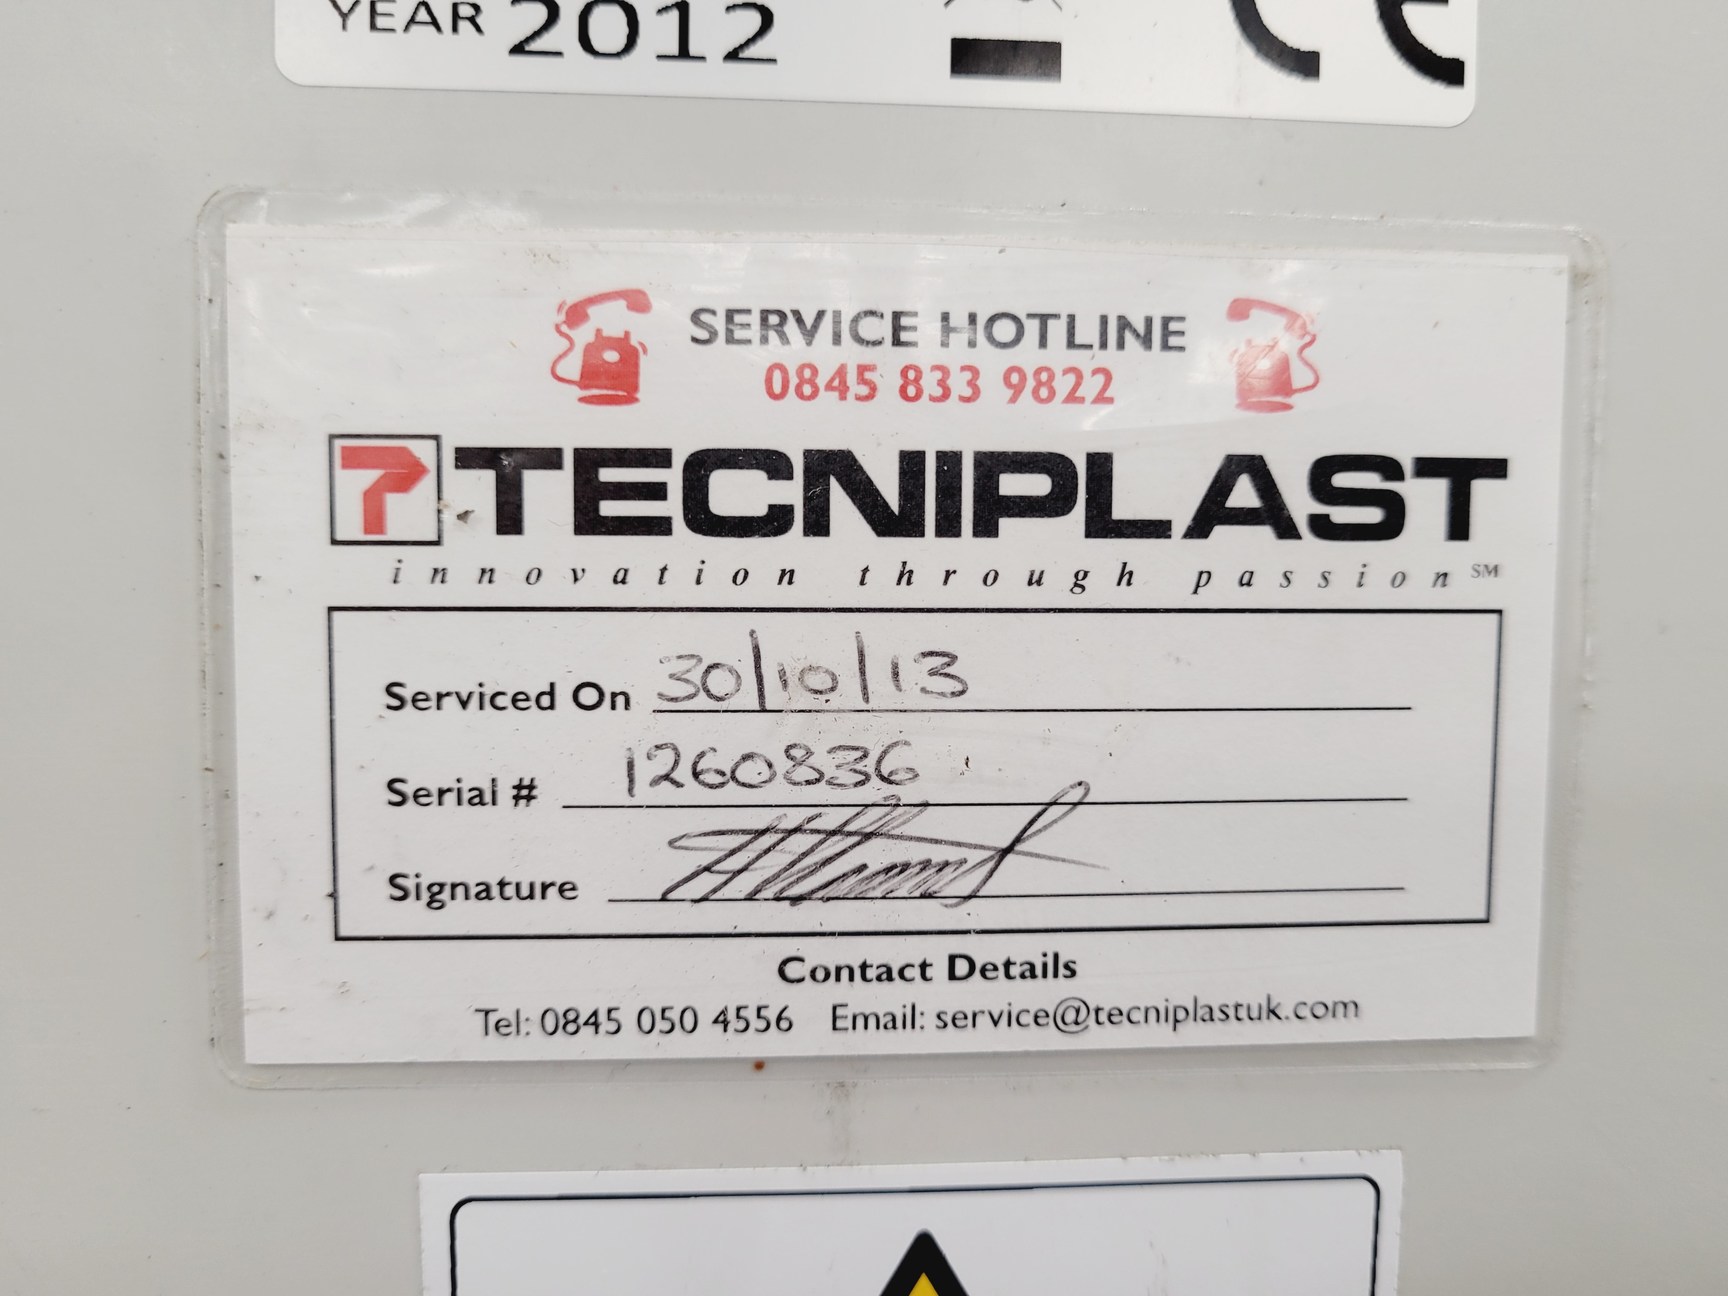 YEAR 2012
CE
SERVICE HOTLINE
0845 833 9822
TECNIPLAST
innovation through passion SM
Serviced On 30/10/13
Serial # 1260836
Signature
Contact Details
Tel: 0845 050 4556 Email: service@tecniplastuk.com